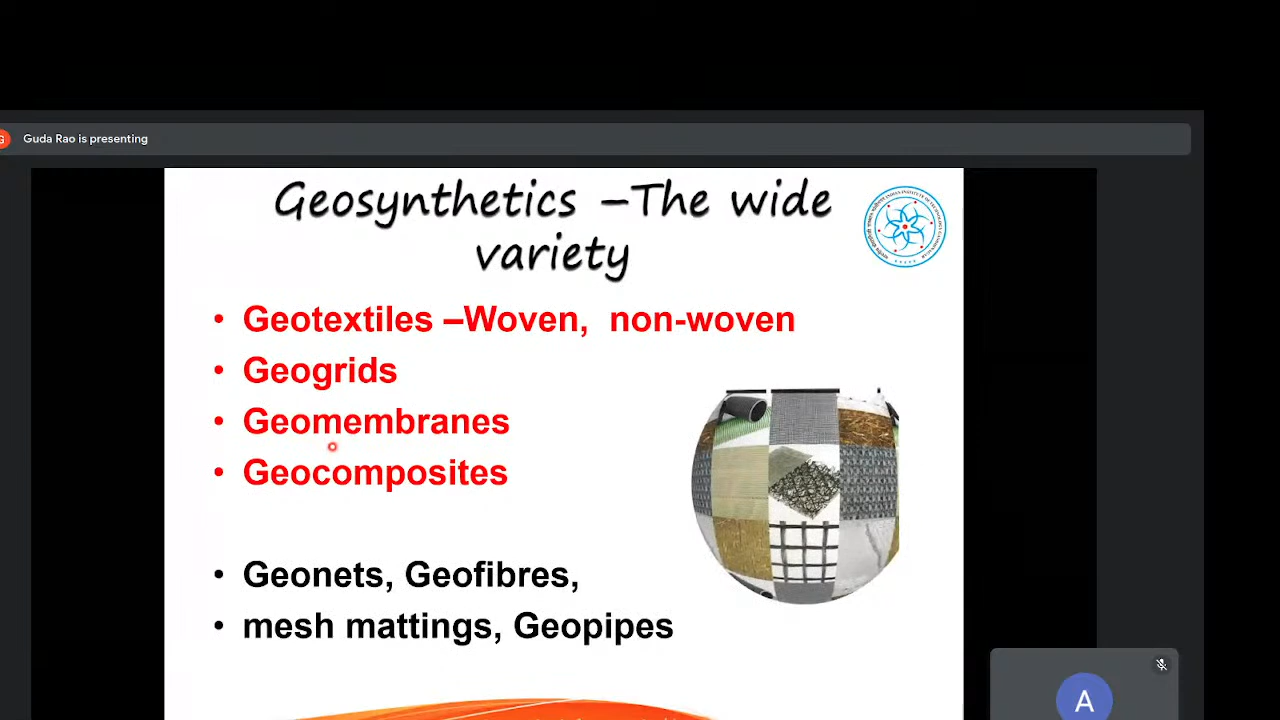 G
Guda Rao is presenting
Geosynthetics –The wide
variety
• Geotextiles –Woven, non-woven
• Geogrids
• Geomembranes
• Geocomposites
• Geonets, Geofibres,
• mesh mattings, Geopipes
A